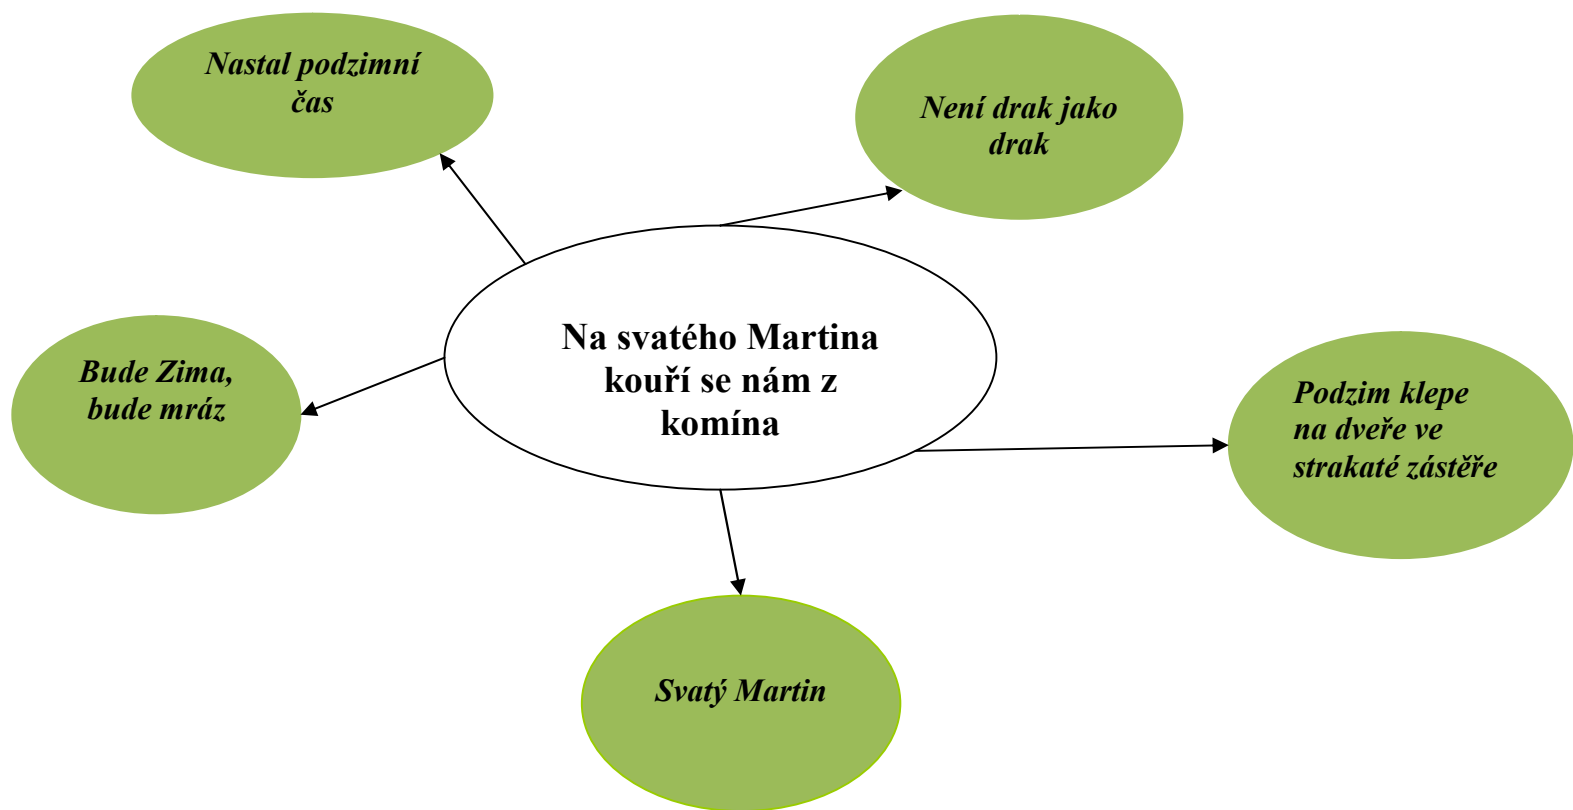 Nastal podzimní
čas
Není drak jako
drak
Na svatého Martina
kouří se nám z
komína
Bude Zima,
bude mráz
Podzim klepe
na dveře ve
strakaté zástěře
Svatý Martin